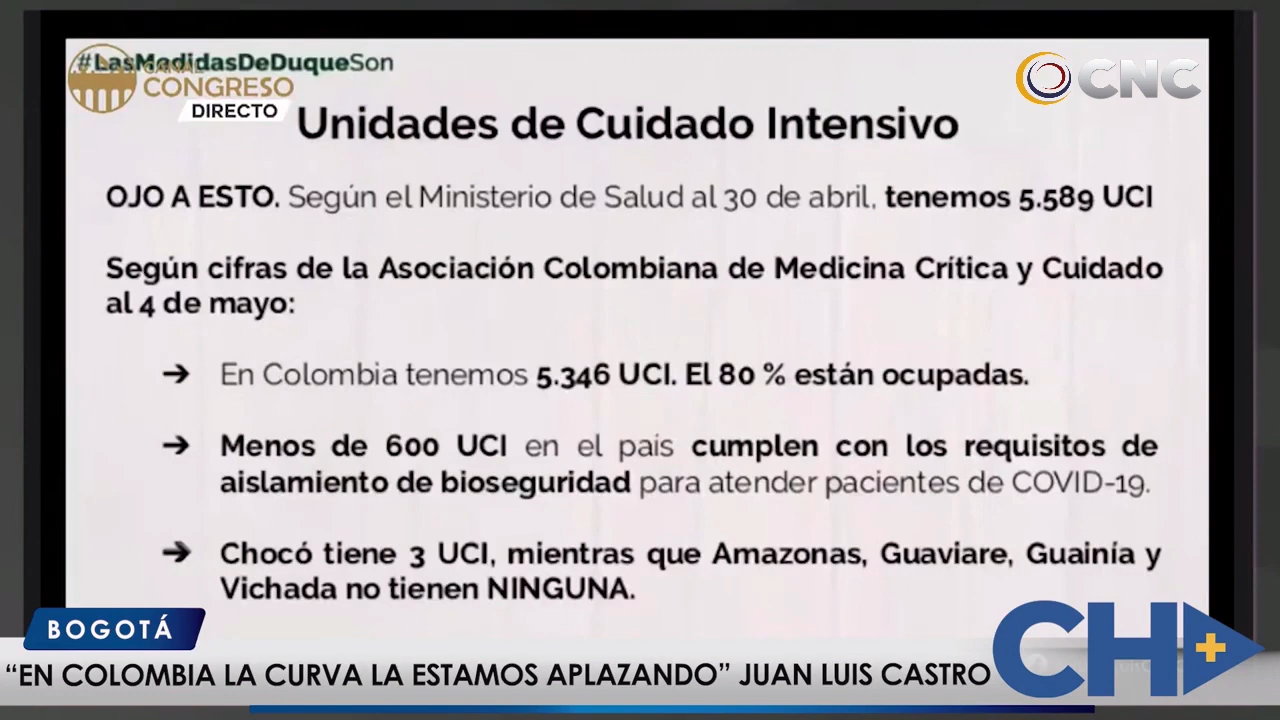 #LasMedidasDeDuqueSon
CANAL
CONGRESO
DIRECTO
CNC
Unidades de Cuidado Intensivo
OJO A ESTO. Según el Ministerio de Salud al 30 de abril, tenemos 5.589 UCI
Según cifras de la Asociación Colombiana de Medicina Crítica y Cuidado
al 4 de mayo:
➔ En Colombia tenemos 5.346 UCI. El 80 % están ocupadas.
➔ Menos de 600 UCI en el país cumplen con los requisitos de
aislamiento de bioseguridad para atender pacientes de COVID-19.
➔ Chocó tiene 3 UCI, mientras que Amazonas, Guaviare, Guainía y
Vichada no tienen NINGUNA.
BOGOTÁ
“EN COLOMBIA LA CURVA LA ESTAMOS APLAZANDO” JUAN LUIS CASTRO
CH+